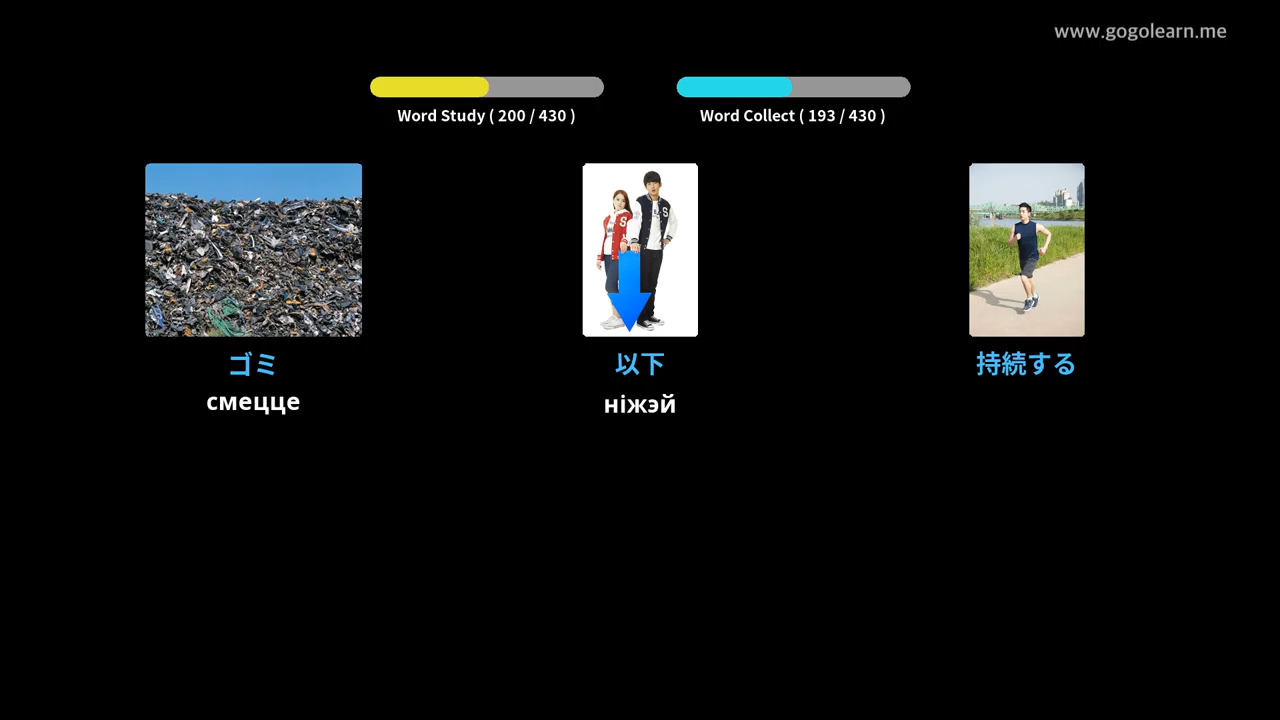 www.gogolearn.me
Word Study ( 200 / 430 )
Word Collect ( 193 / 430 )
S
S
ゴミ
以下
持続する
смецце
ніжэй